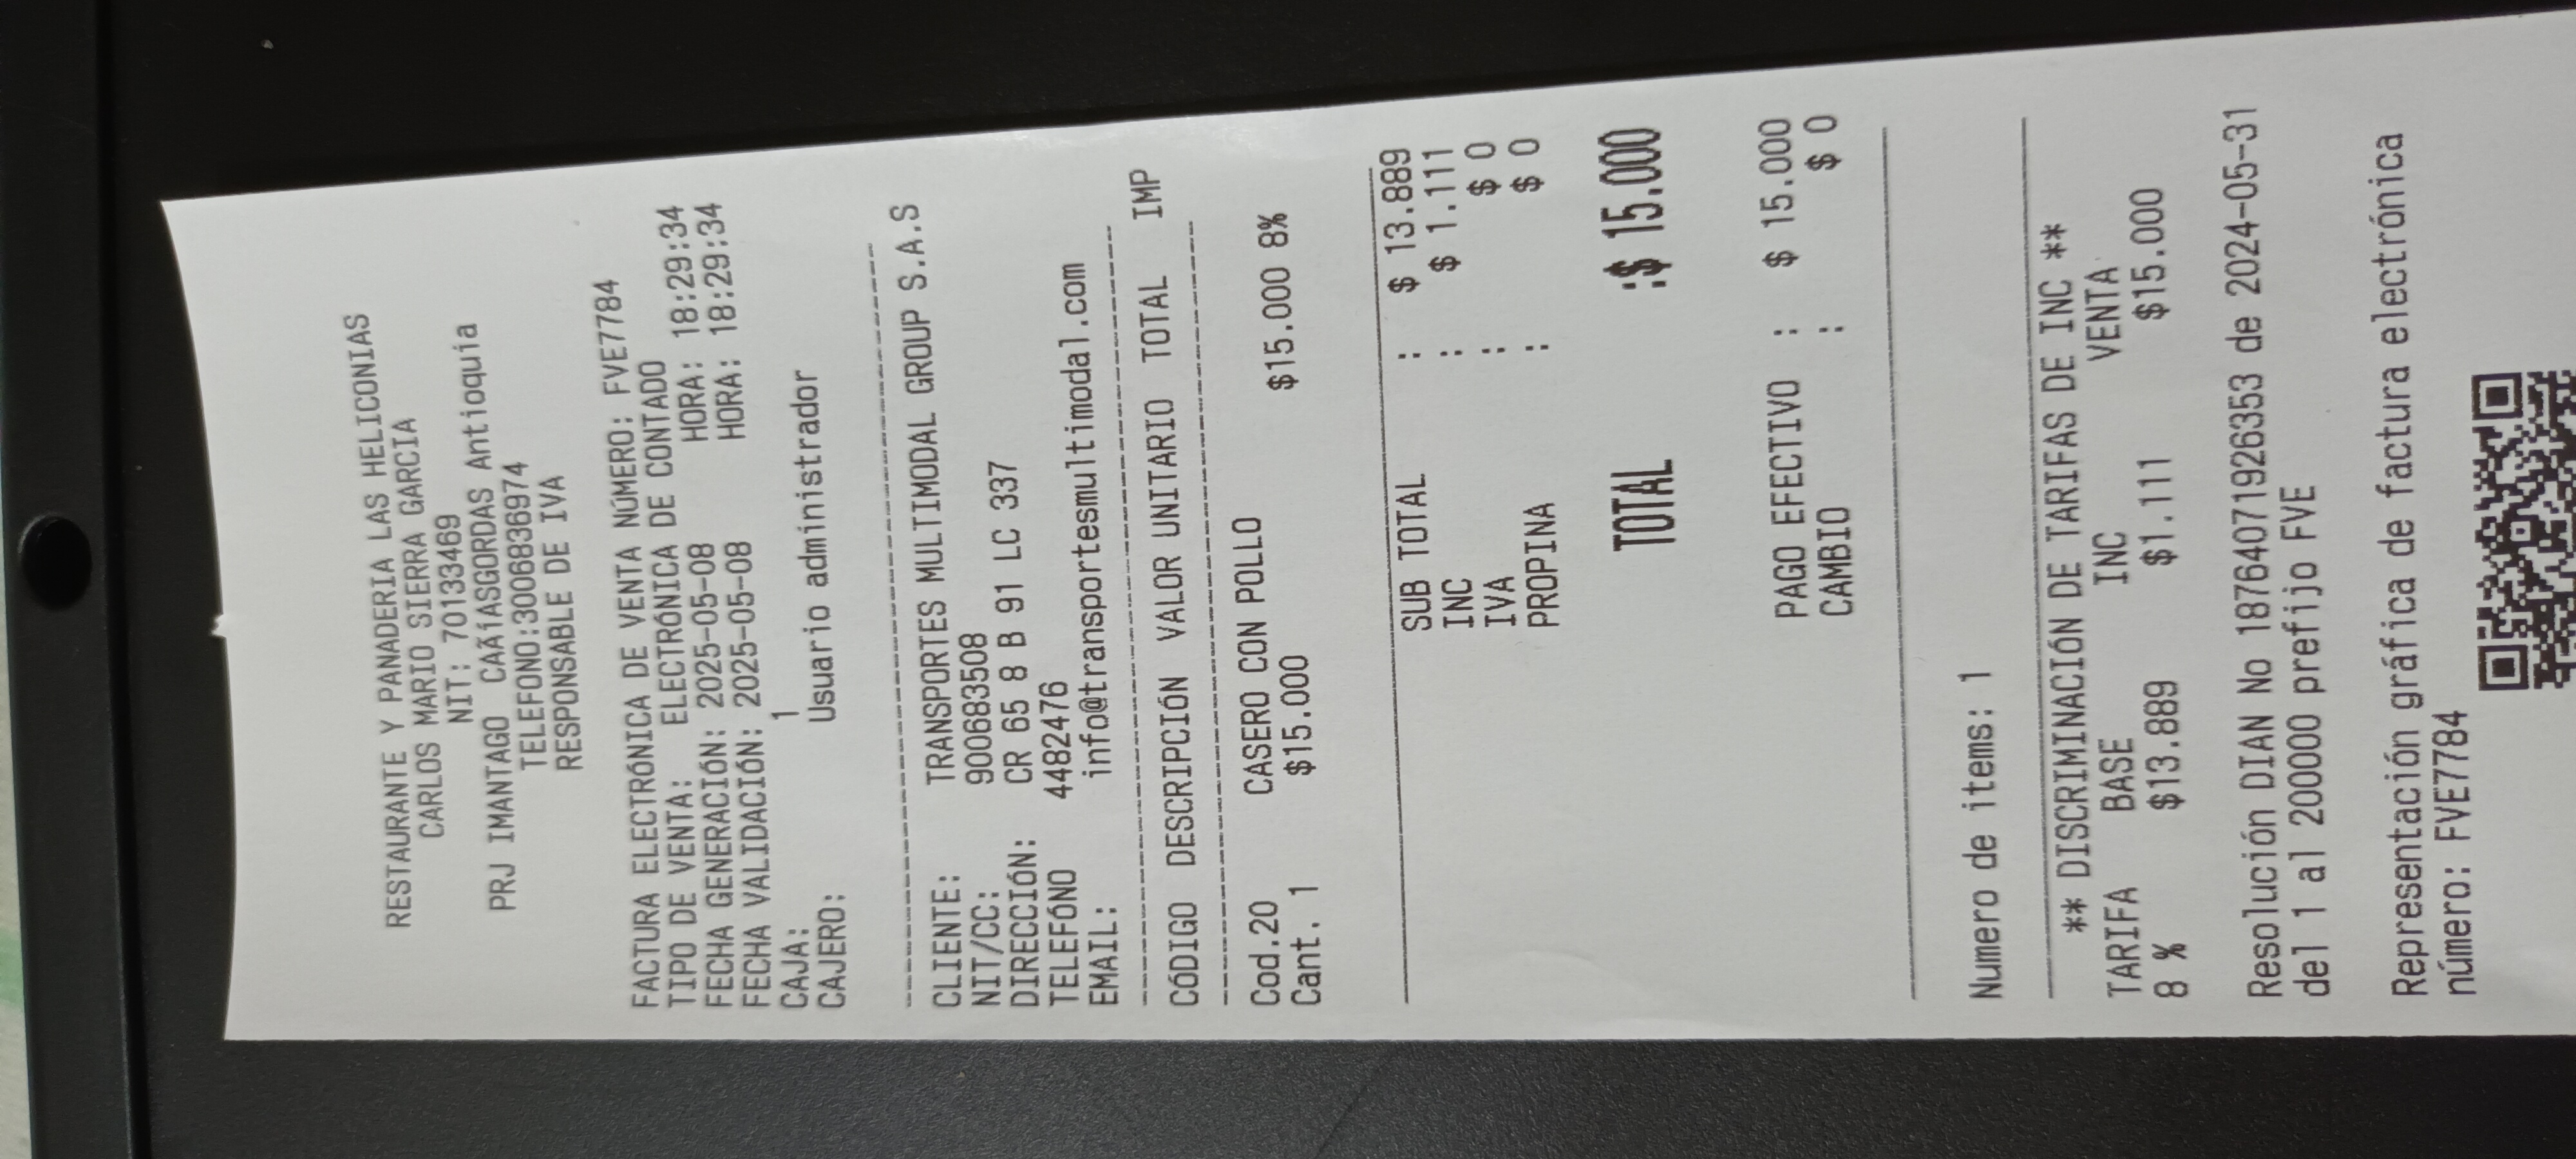 RESTAURANTE Y PANADERIA LAS HELICONIAS
CARLOS MARIO SIERRA GARCIA
NIT: 70133469
PRJ IMANTAGO CAÃ­ASGORDAS Antioquia
TELEFONO:3006836974
RESPONSABLE DE IVA
FACTURA ELECTRÓNICA DE VENTA NÚMERO: FVE7784
TIPO DE VENTA: ELECTRÓNICA DE CONTADO
FECHA GENERACIÓN: 2025-05-08 HORA: 18:29:34
FECHA VALIDACIÓN: 2025-05-08 HORA: 18:29:34
CAJA: 1
CAJERO: Usuario administrador
CLIENTE: TRANSPORTES MULTIMODAL GROUP S.A.S
NIT/CC: 900683508
DIRECCIÓN: CR 65 8 B 91 LC 337
TELEFÓNO 4482476
EMAIL: info@transportesmultimodal.com
CÓDIGO DESCRIPCIÓN VALOR UNITARIO TOTAL IMP
Cod.20 CASERO CON POLLO
Cant. 1 $15.000 $15.000 8%
SUB TOTAL : $ 13.889
INC : $ 1.111
IVA : $ 0
PROPINA : $ 0
TOTAL :$ 15.000
PAGO EFECTIVO : $ 15.000
CAMBIO : $ 0
Numero de items: 1
** DISCRIMINACIÓN DE TARIFAS DE INC **
TARIFA BASE INC VENTA
8 % $13.889 $1.111 $15.000
Resolución DIAN No 18764071926353 de 2024-05-31
del 1 al 200000 prefijo FVE
Representación gráfica de factura electrónica
número: FVE7784